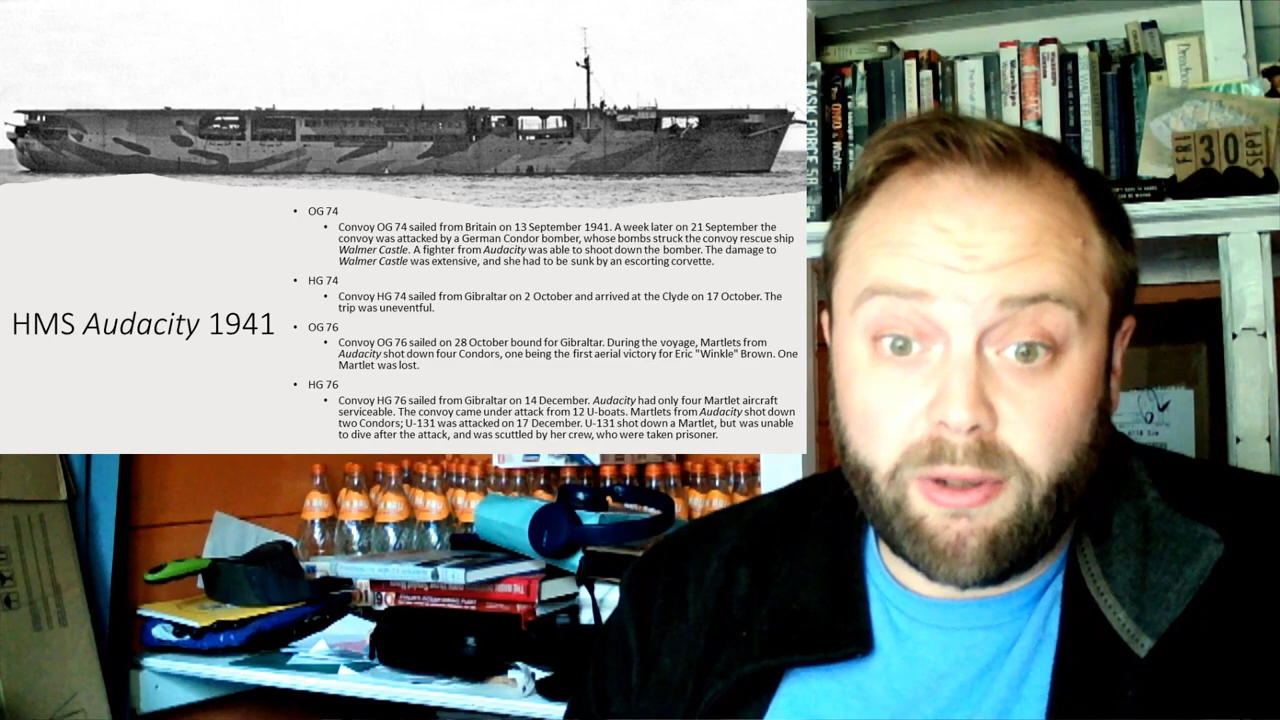 OG 74
Convoy OG 74 sailed from Britain on 13 September 1941. A week later on 21 September the
convoy was attacked by a German Condor bomber, whose bombs struck the convoy rescue ship
Walmer Castle. A fighter from Audacity was able to shoot down the bomber. The damage to
Walmer Castle was extensive, and she had to be sunk by an escorting corvette.
HG 74
Convoy HG 74 sailed from Gibraltar on 2 October and arrived at the Clyde on 17 October. The
trip was uneventful.
HMS Audacity 1941
OG 76
Convoy OG 76 sailed on 28 October bound for Gibraltar. During the voyage, Martlets from
Audacity shot down four Condors, one being the first aerial victory for Eric "Winkle" Brown. One
Martlet was lost.
HG 76
Convoy HG 76 sailed from Gibraltar on 14 December. Audacity had only four Martlet aircraft
serviceable. The convoy came under attack from 12 U-boats. Martlets from Audacity shot down
two Condors; U-131 was attacked on 17 December. U-131 shot down a Martlet, but was unable
to dive after the attack, and was scuttled by her crew, who were taken prisoner.
FRI 30 SEPT
TASK FORCE